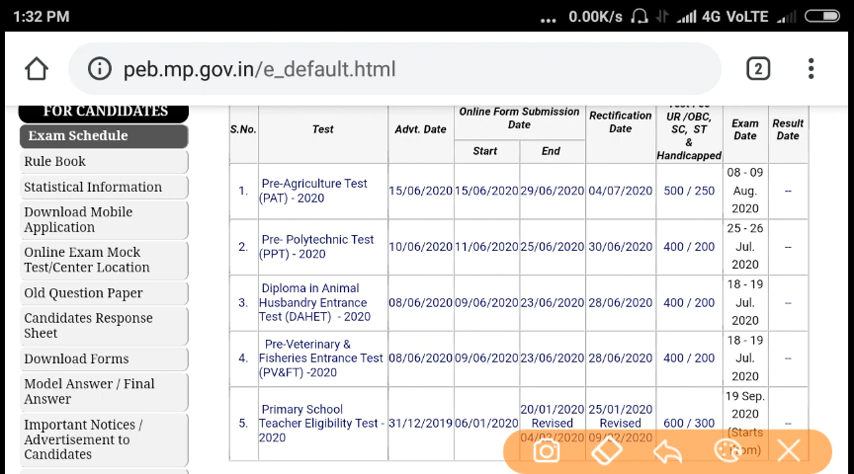 1:32 PM
... 0.00K/s 4G VoLTE
peb.mp.gov.in/e_default.html
2
FOR CANDIDATES
Exam Schedule
Rule Book
Statistical Information
Download Mobile
Application
Online Exam Mock
Test/Center Location
Old Question Paper
Candidates Response
Sheet
Download Forms
Model Answer / Final
Answer
Important Notices /
Advertisement to
Candidates
S.No.
Test
Advt. Date
Online Form Submission
Date
Start
End
Rectification
Date
UR /OBC,
SC, ST
&
Handicapped
Exam
Date
Result
Date
1.
Pre-Agriculture Test
(PAT) - 2020
15/06/2020
15/06/2020
29/06/2020
04/07/2020
500 / 250
08 - 09
Aug.
2020
--
2.
Pre- Polytechnic Test
(PPT) - 2020
10/06/2020
11/06/2020
25/06/2020
30/06/2020
400 / 200
25 - 26
Jul.
2020
--
3.
Diploma in Animal
Husbandry Entrance
Test (DAHET) - 2020
08/06/2020
09/06/2020
23/06/2020
28/06/2020
400 / 200
18 - 19
Jul.
2020
--
4.
Pre-Veterinary &
Fisheries Entrance Test
(PV&FT) -2020
08/06/2020
09/06/2020
23/06/2020
28/06/2020
400 / 200
18 - 19
Jul.
2020
--
5.
Primary School
Teacher Eligibility Test -
2020
31/12/2019
06/01/2020
20/01/2020
Revised
25/01/2020
Revised
600 / 300
19 Sep.
2020
(Starts
--